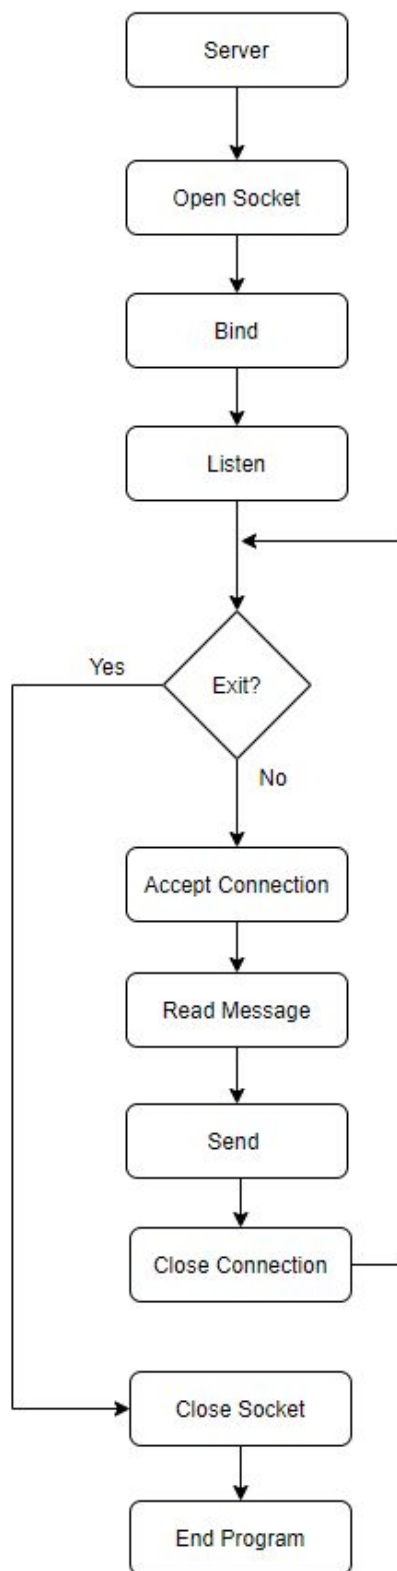 Server
Open Socket
Bind
Listen
Yes
Exit?
No
Accept Connection
Read Message
Send
Close Connection
Close Socket
End Program